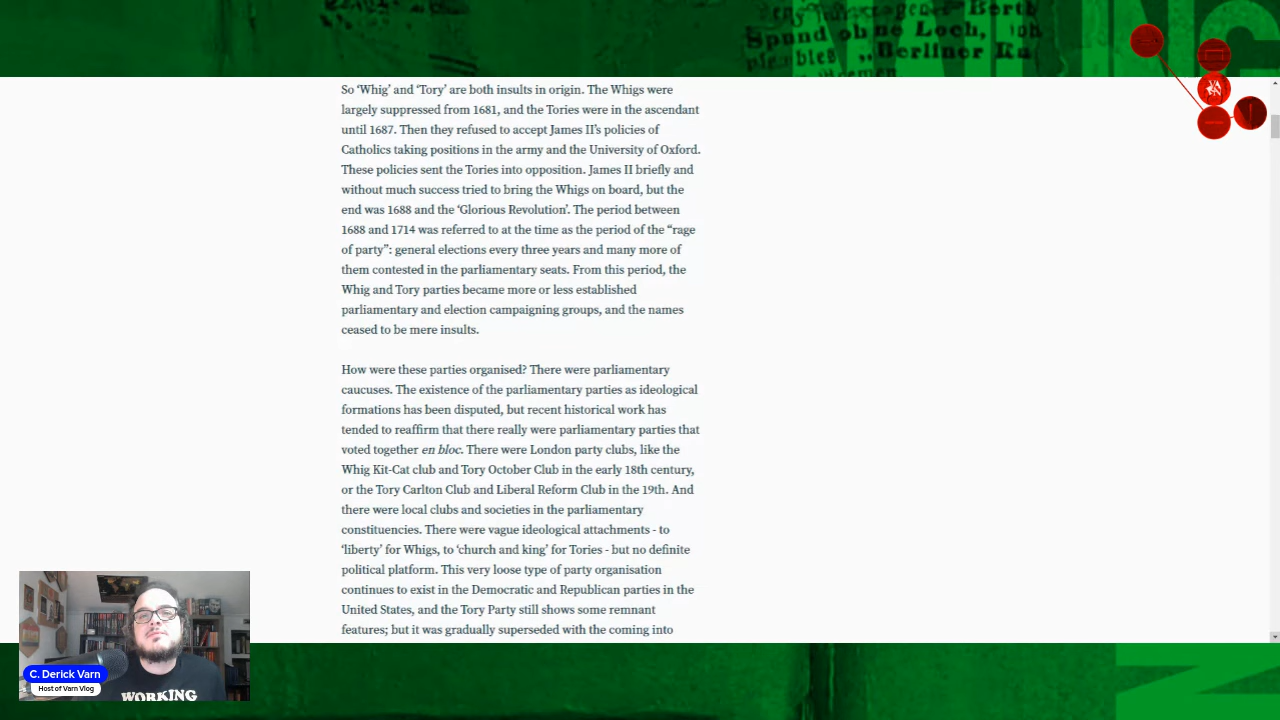 eny
Berth
Spund ohne Loch,
"Berliner
So ‘Whig’ and ‘Tory’ are both insults in origin. The Whigs were
largely suppressed from 1681, and the Tories were in the ascendant
until 1687. Then they refused to accept James II’s policies of
Catholics taking positions in the army and the University of Oxford.
These policies sent the Tories into opposition. James II briefly and
without much success tried to bring the Whigs on board, but the
end was 1688 and the ‘Glorious Revolution’. The period between
1688 and 1714 was referred to at the time as the period of the “rage
of party”: general elections every three years and many more of
them contested in the parliamentary seats. From this period, the
Whig and Tory parties became more or less established
parliamentary and election campaigning groups, and the names
ceased to be mere insults.
How were these parties organised? There were parliamentary
caucuses. The existence of the parliamentary parties as ideological
formations has been disputed, but recent historical work has
tended to reaffirm that there really were parliamentary parties that
voted together en bloc. There were London party clubs, like the
Whig Kit-Cat club and Tory October Club in the early 18th century,
or the Tory Carlton Club and Liberal Reform Club in the 19th. And
there were local clubs and societies in the parliamentary
constituencies. There were vague ideological attachments - to
‘liberty’ for Whigs, to ‘church and king’ for Tories - but no definite
political platform. This very loose type of party organisation
continues to exist in the Democratic and Republican parties in the
United States, and the Tory Party still shows some remnant
features; but it was gradually superseded with the coming into
C. Derick Varn
Host of Varn Vlog
WORKING